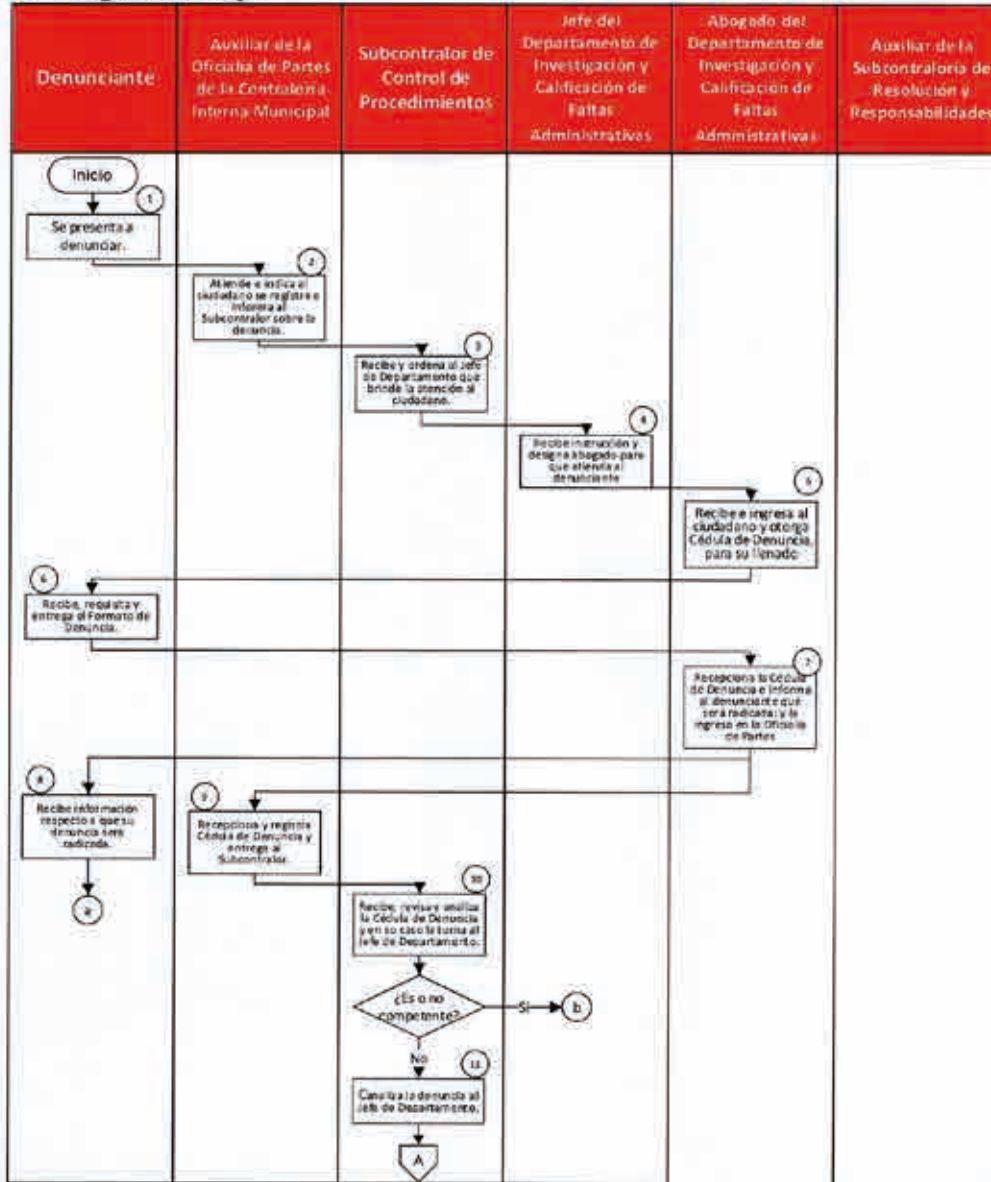 Denunciante
Auxiliar de la
Oficialía de Partes
de la Contraloría
Interna Municipal
Subcontralor de
Control de
Procedimientos
Jefe del
Departamento de
Investigación y
Calificación de
Faltas
Administrativas
Abogado del
Departamento de
Investigación y
Calificación de
Faltas
Administrativas
Auxiliar de la
Subcontraloría de
Resolución y
Responsabilidades
Inicio
1
Se presenta a
denunciar.
2
Atiende e indica al
ciudadano se registre e
informa al
Subcontralor sobre la
denuncia.
3
Recibe y ordena al Jefe
de Departamento que
brinde la atención al
ciudadano.
4
Recibe instrucción y
designa abogado para
que atienda al
denunciante
5
Recibe e ingresa al
ciudadano y otorga
Cédula de Denuncia,
para su llenado
6
Recibe, requisita y
entrega el Formato de
Denuncia.
7
Recepciona la Cédula
de Denuncia e informa
al denunciante que
será radicada; y la
ingresa en la Oficialía
de Partes
8
Recibe información
respecto a que su
denuncia será
radicada.
a
9
Recepciona y registra
Cédula de Denuncia y
entrega al
Subcontralor.
10
Recibe, revisa y analiza
la Cédula de Denuncia
y en su caso la turna al
Jefe de Departamento.
¿Es o no
competente?
Si
b
No
11
Canaliza la denuncia al
Jefe de Departamento.
A